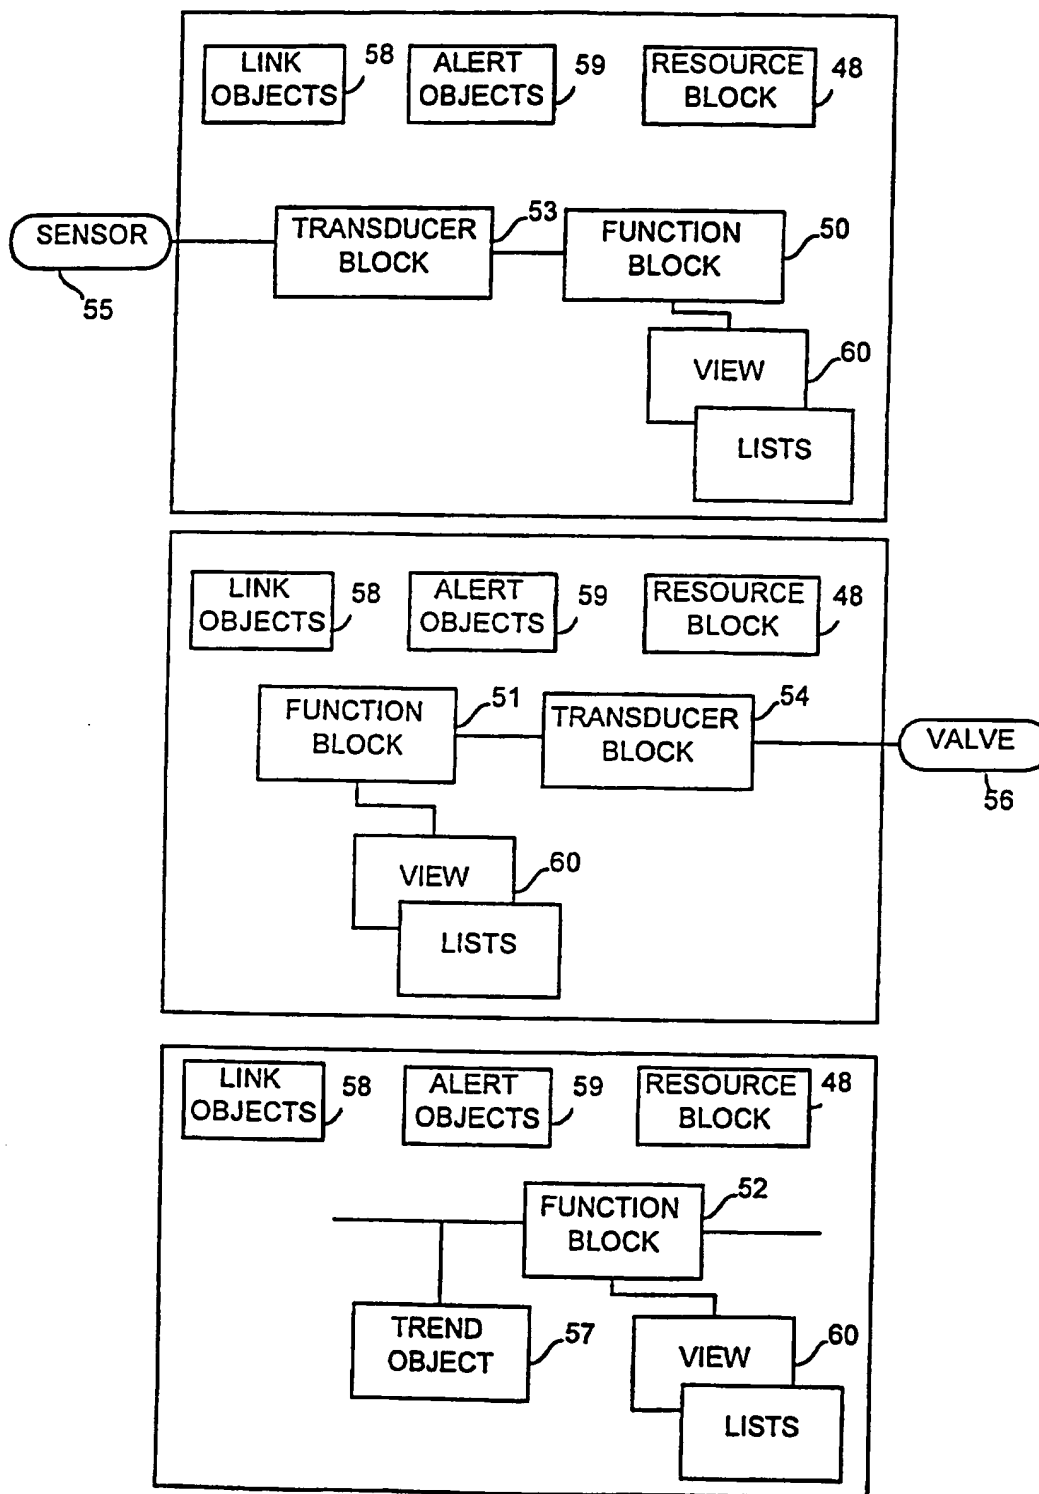 LINK
OBJECTS
58
ALERT
OBJECTS
59
RESOURCE
BLOCK
48
SENSOR
55
TRANSDUCER
BLOCK
53
FUNCTION
BLOCK
50
VIEW
60
LISTS
LINK
OBJECTS
58
ALERT
OBJECTS
59
RESOURCE
BLOCK
48
FUNCTION
BLOCK
51
TRANSDUCER
BLOCK
54
VALVE
56
VIEW
60
LISTS
LINK
OBJECTS
58
ALERT
OBJECTS
59
RESOURCE
BLOCK
48
FUNCTION
BLOCK
52
TREND
OBJECT
57
VIEW
60
LISTS